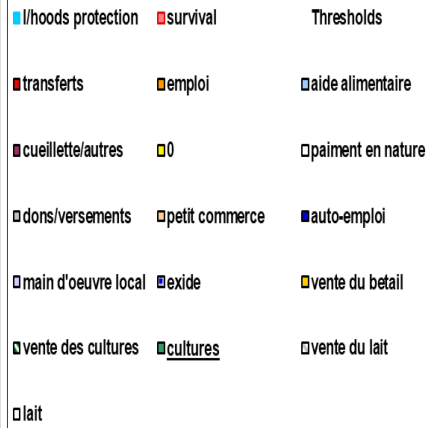 l/hoods protection survival Thresholds
transferts emploi aide alimentaire
cueillette/autres 0 paiment en nature
dons/versements petit commerce auto-emploi
main d'oeuvre local exide vente du betail
vente des cultures cultures vente du lait
lait